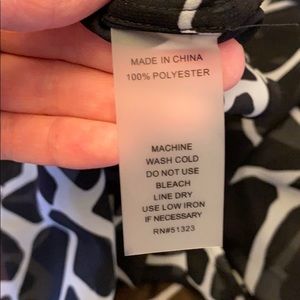 MADE IN CHINA
100% POLYESTER
MACHINE
WASH COLD
DO NOT USE
BLEACH
LINE DRY
USE LOW IRON
IF NECESSARY
RN#51323